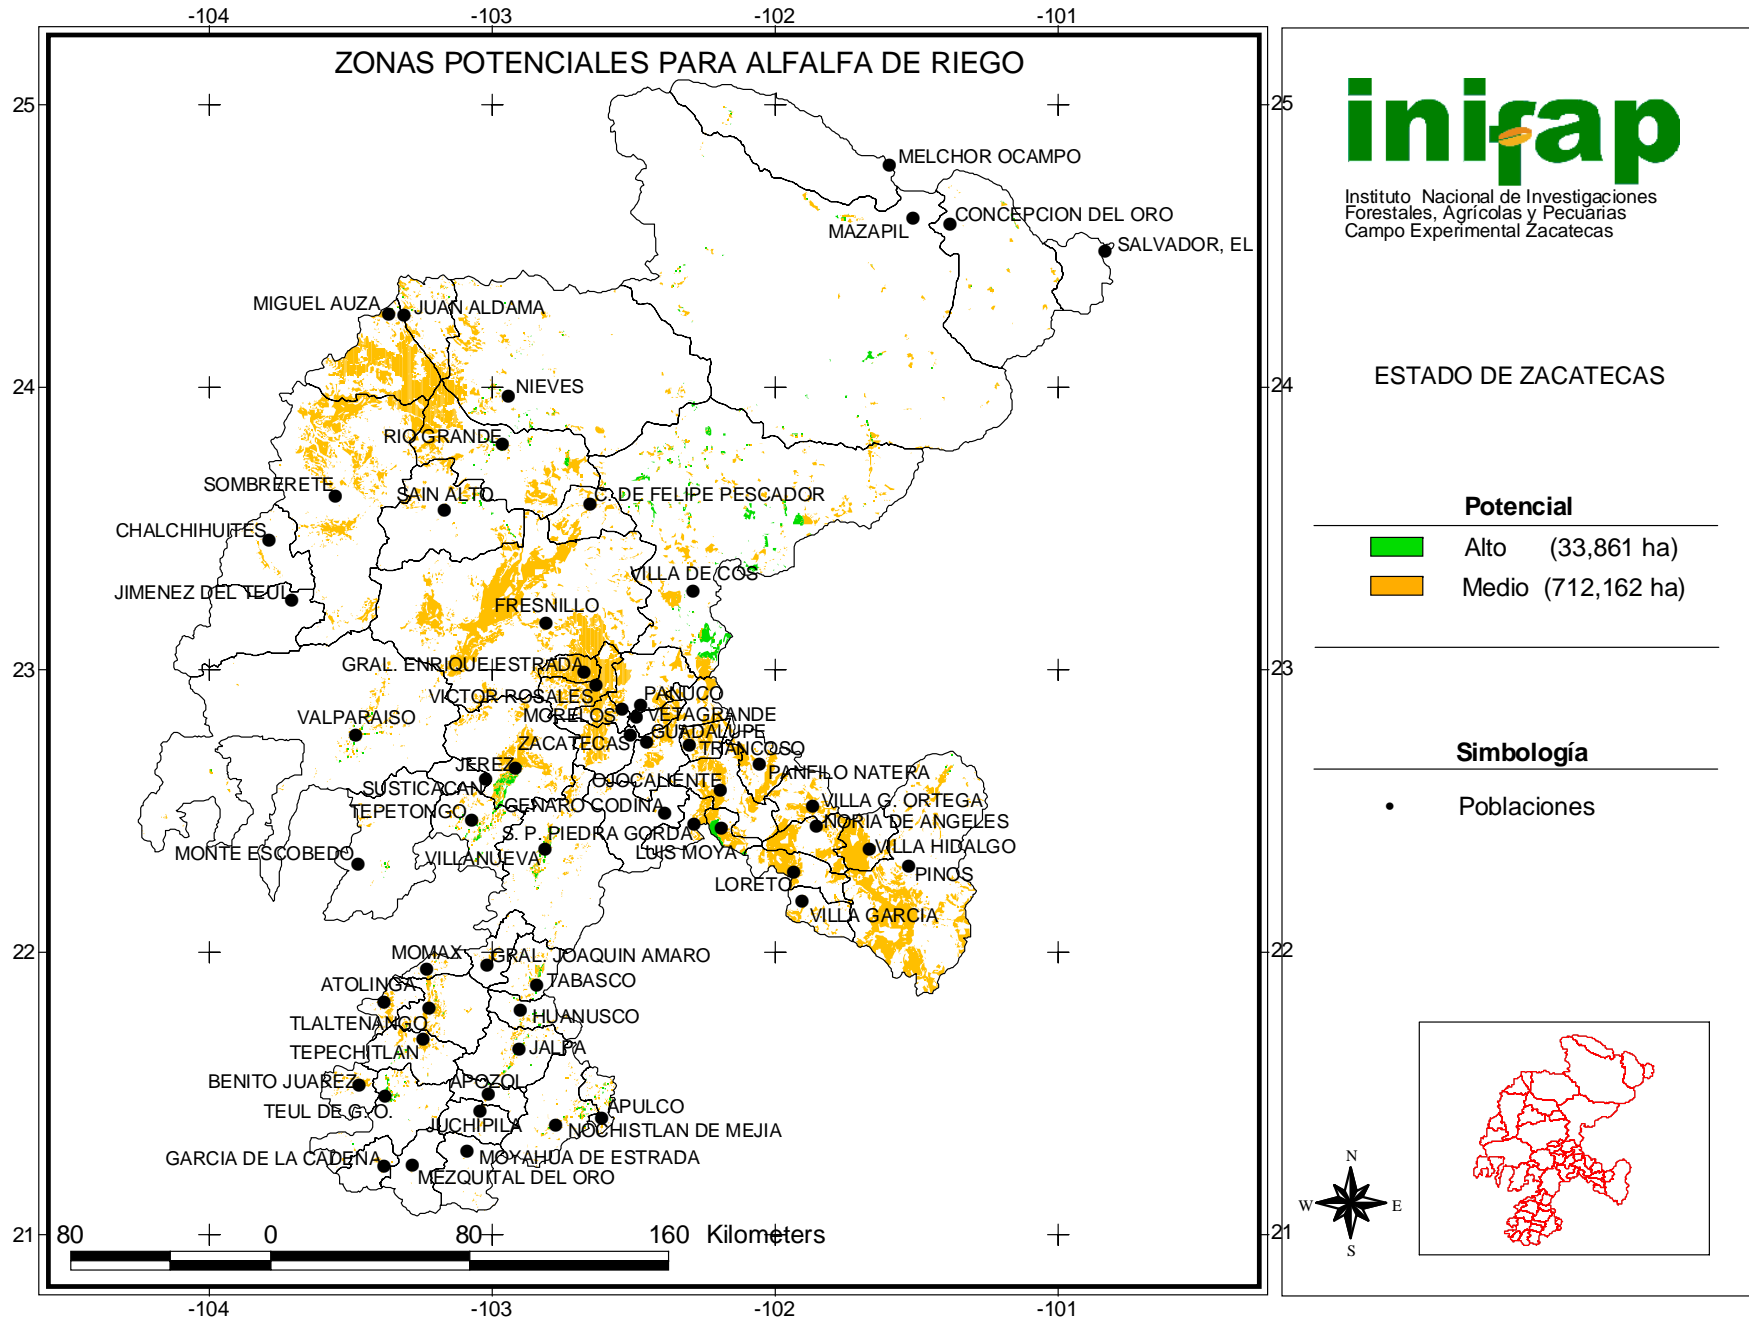 -104 -103 -102 -101
ZONAS POTENCIALES PARA ALFALFA DE RIEGO
25 25
MELCHOR OCAMPO
CONCEPCION DEL ORO
MAZAPIL
SALVADOR, EL
MIGUEL AUZA
JUAN ALDAMA
24 24
NIEVES
RIO GRANDE
SOMBRERETE
SAIN ALTO
C. DE FELIPE PESCADOR
CHALCHIHUITES
VILLA DE COS
JIMENEZ DEL TEUL
FRESNILLO
23 23
GRAL. ENRIQUE ESTRADA
VICTOR ROSALES
PANUCO
VALPARAISO
MORELOS
VETAGRANDE
GUADALUPE
ZACATECAS
TRANCOSO
JEREZ
PANFILO NATERA
SUSTICACAN
OJOCALIENTE
TEPETONGO
GENARO CODINA
VILLA G. ORTEGA
NORIA DE ANGELES
S. P. PIEDRA GORDA
MONTE ESCOBEDO
VILLANUEVA
LUIS MOYA
VILLA HIDALGO
PINOS
LORETO
VILLA GARCIA
22 22
MOMAX
GRAL. JOAQUIN AMARO
ATOLINGA
TABASCO
TLALTENANGO
HUANUSCO
TEPECHITLAN
JALPA
BENITO JUAREZ
APOZOL
TEUL DE G. O.
APULCO
JUCHIPILA
NOCHISTLAN DE MEJIA
GARCIA DE LA CADENA
MOYAHUA DE ESTRADA
MEZQUITAL DEL ORO
21 21
80 0 80 160 Kilometers
-104 -103 -102 -101
inifap
Instituto Nacional de Investigaciones
Forestales, Agrícolas y Pecuarias
Campo Experimental Zacatecas
ESTADO DE ZACATECAS
Potencial
Alto (33,861 ha)
Medio (712,162 ha)
Simbología
Poblaciones
N
W E
S